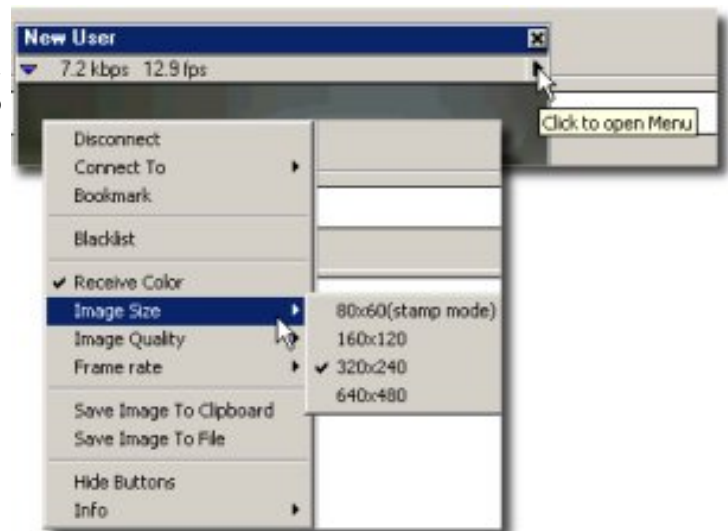 New User
7.2 kbps 12.9 fps
Click to open Menu
Disconnect
Connect To
Bookmark
Blacklist
Receive Color
Image Size
80x60(stamp mode)
Image Quality
160x120
Frame rate
320x240
640x480
Save Image To Clipboard
Save Image To File
Hide Buttons
Info